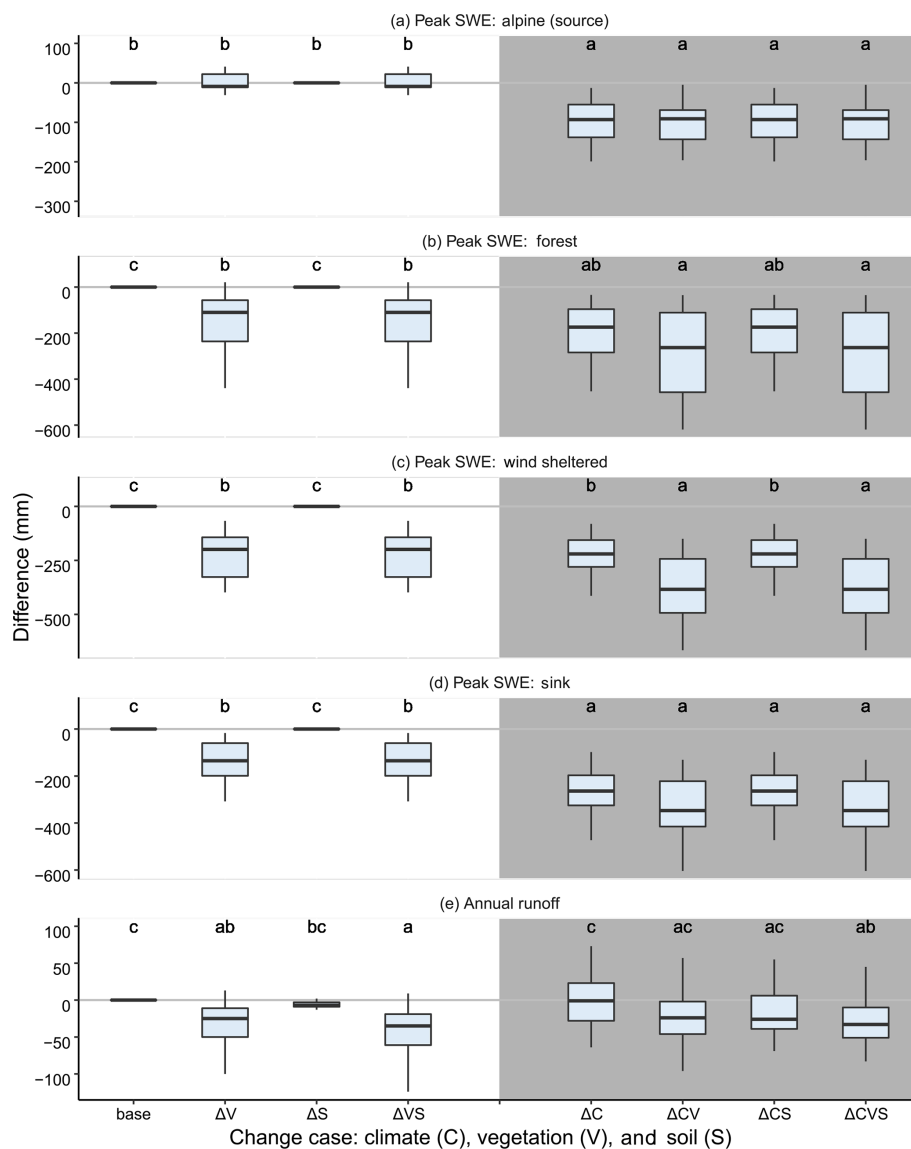 (a) Peak SWE: alpine (source)
b b b b a a a a
100
0
−100
−200
−300
(b) Peak SWE: forest
c b c b ab a ab a
0
−200
−400
−600
(c) Peak SWE: wind sheltered
c b c b b a b a
0
−250
−500
(d) Peak SWE: sink
c b c b a a a a
0
−200
−400
−600
(e) Annual runoff
c ab bc a c ac ac ab
100
50
0
−50
−100
Difference (mm)
base ΔV ΔS ΔVS ΔC ΔCV ΔCS ΔCVS
Change case: climate (C), vegetation (V), and soil (S)